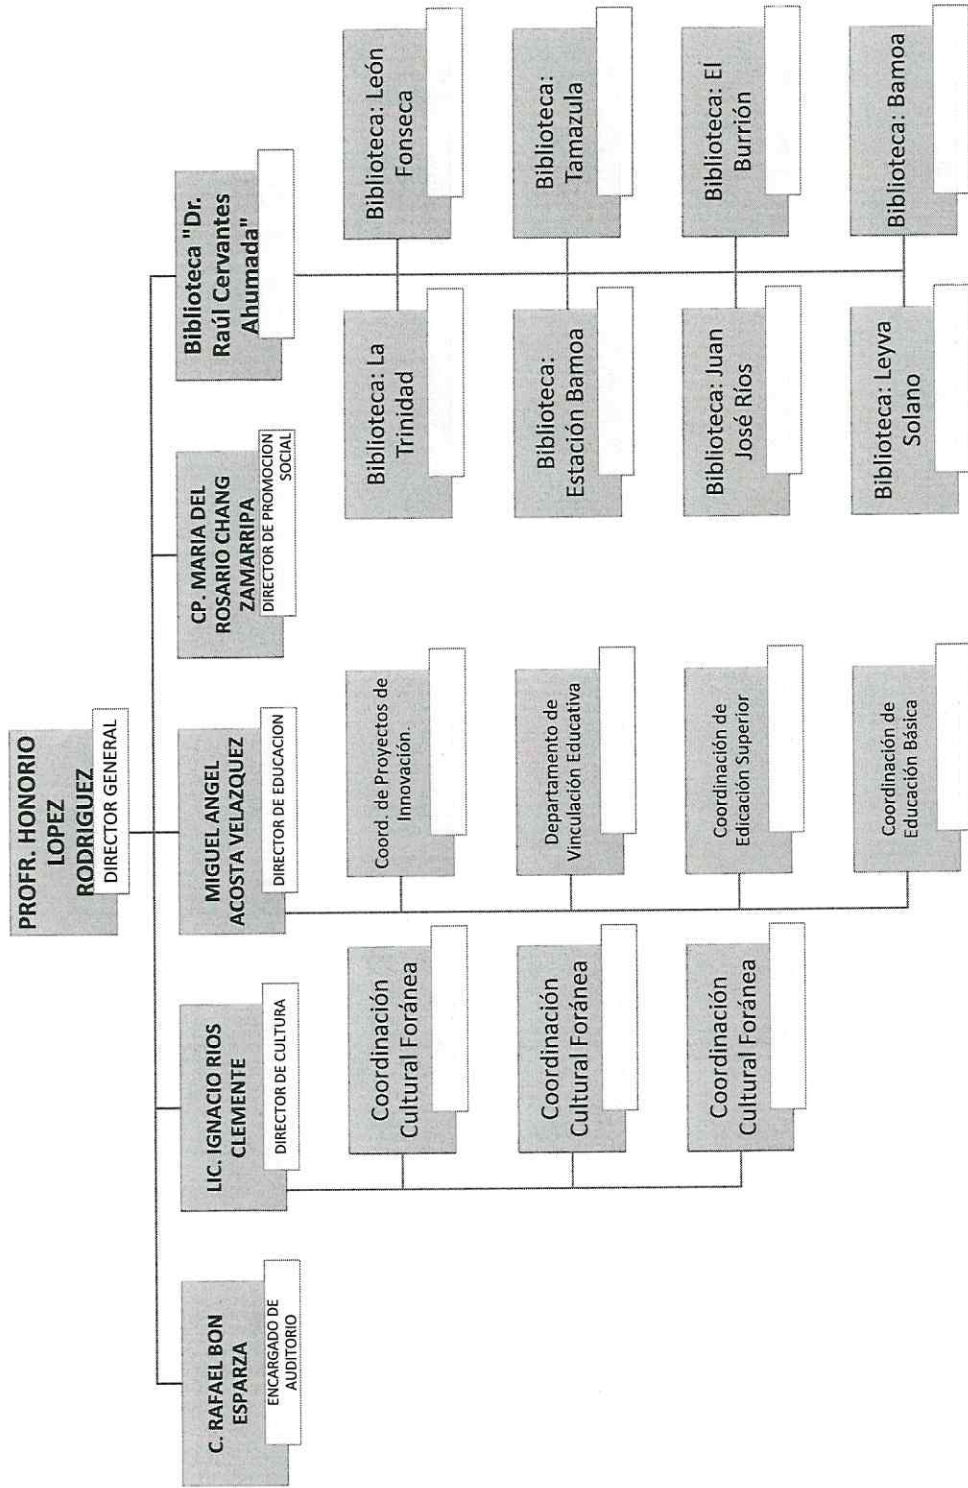 PROFR. HONORIO
LOPEZ
RODRIGUEZ
DIRECTOR GENERAL
C. RAFAEL BON
ESPARZA
ENCARGADO DE
AUDITORIO
LIC. IGNACIO RIOS
CLEMENTE
DIRECTOR DE CULTURA
Coordinación
Cultural Foránea
Coordinación
Cultural Foránea
Coordinación
Cultural Foránea
MIGUEL ANGEL
ACOSTA VELAZQUEZ
DIRECTOR DE EDUCACION
Coord. de Proyectos de
Innovación.
Departamento de
Vinculación Educativa
Coordinación de
Edicación Superior
Coordinación de
Educación Básica
CP. MARIA DEL
ROSARIO CHANG
ZAMARRIPA
DIRECTOR DE PROMOCION
SOCIAL
Biblioteca "Dr.
Raúl Cervantes
Ahumada"
Biblioteca: La
Trinidad
Biblioteca: León
Fonseca
Biblioteca:
Estación Bamoa
Biblioteca:
Tamazula
Biblioteca: Juan
José Ríos
Biblioteca: El
Burrión
Biblioteca: Leyva
Solano
Biblioteca: Bamoa